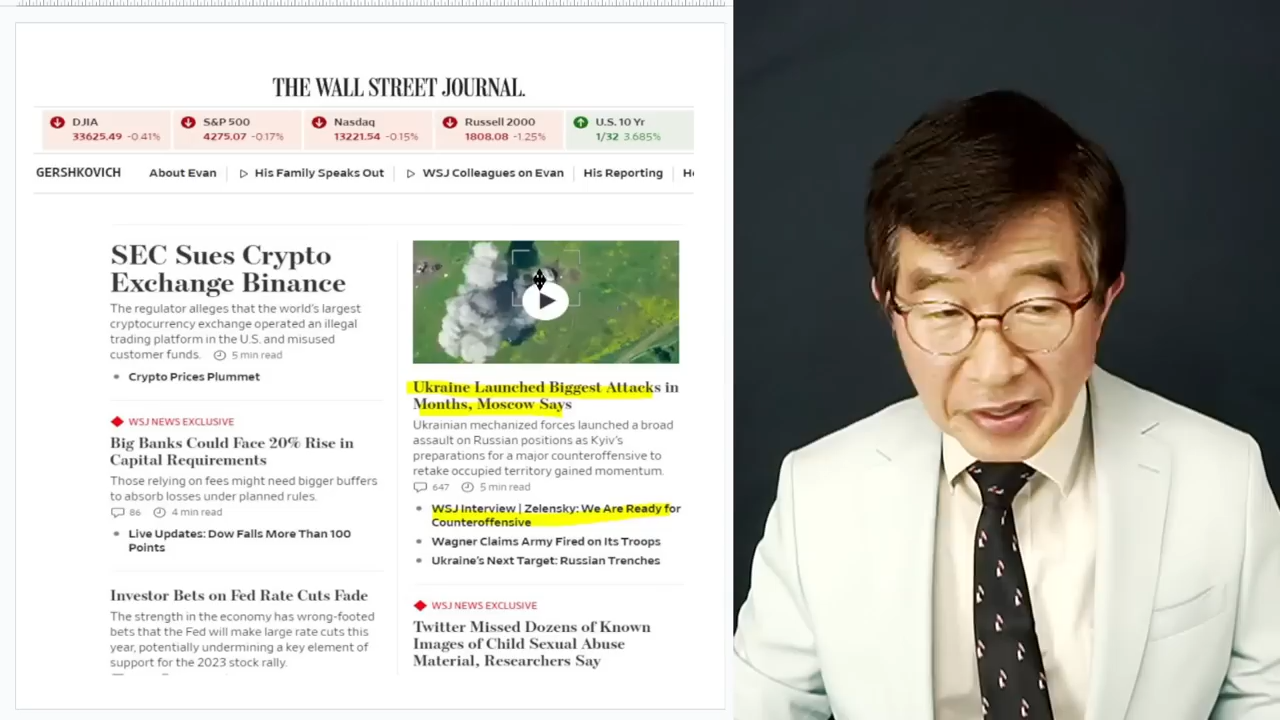 THE WALL STREET JOURNAL.
DJIA
33625.49 -0.41%
S&P 500
4275.07 -0.17%
Nasdaq
13221.54 -0.15%
Russell 2000
1808.08 -1.25%
U.S. 10 Yr
1/32 3.685%
GERSHKOVICH About Evan His Family Speaks Out WSJ Colleagues on Evan His Reporting
SEC Sues Crypto
Exchange Binance
The regulator alleges that the world's largest
cryptocurrency exchange operated an illegal
trading platform in the U.S. and misused
customer funds. 5 min read
Crypto Prices Plummet
WSJ NEWS EXCLUSIVE
Big Banks Could Face 20% Rise in
Capital Requirements
Those relying on fees might need bigger buffers
to absorb losses under planned rules.
86 4 min read
Live Updates: Dow Falls More Than 100
Points
Investor Bets on Fed Rate Cuts Fade
The strength in the economy has wrong-footed
bets that the Fed will make large rate cuts this
year, potentially undermining a key element of
support for the 2023 stock rally.
Ukraine Launched Biggest Attacks in
Months, Moscow Says
Ukrainian mechanized forces launched a broad
assault on Russian positions as Kyiv's
preparations for a major counteroffensive to
retake occupied territory gained momentum.
647 5 min read
WSJ Interview | Zelensky: We Are Ready for
Counteroffensive
Wagner Claims Army Fired on Its Troops
Ukraine's Next Target: Russian Trenches
WSJ NEWS EXCLUSIVE
Twitter Missed Dozens of Known
Images of Child Sexual Abuse
Material, Researchers Say